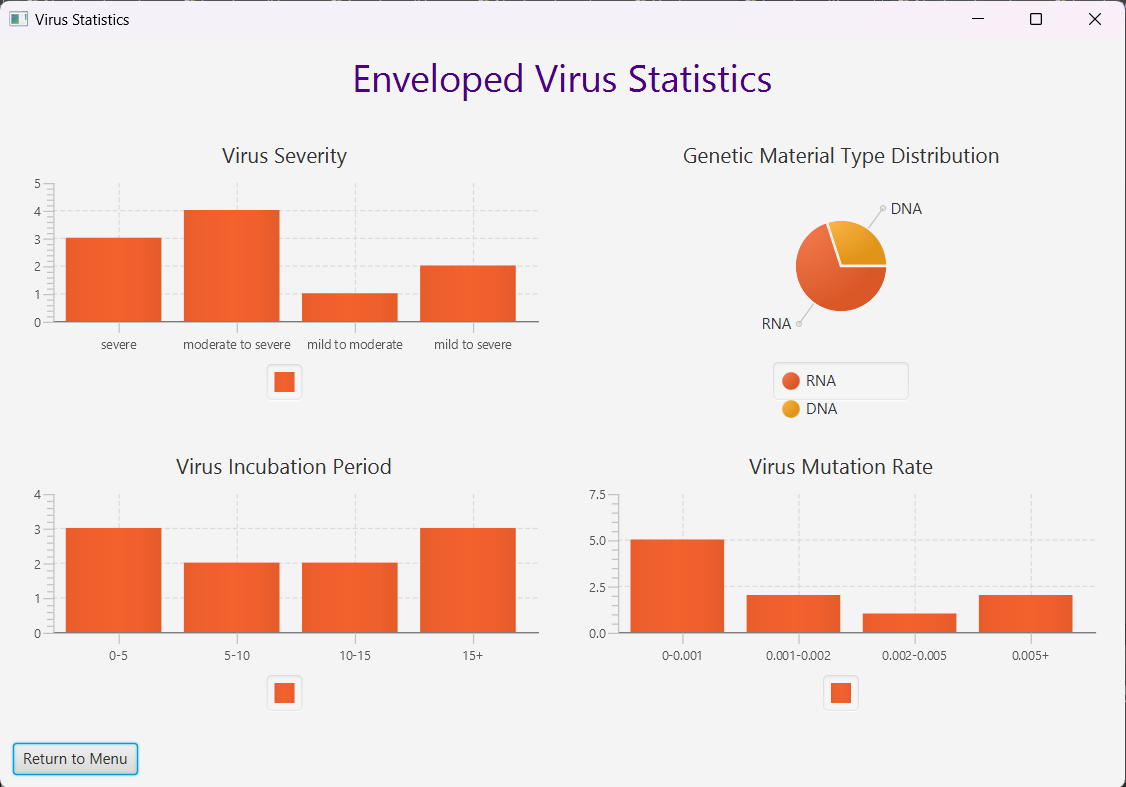 Virus Statistics
Enveloped Virus Statistics
Virus Severity
5
4
3
2
1
0
severe moderate to severe mild to moderate mild to severe
Genetic Material Type Distribution
DNA
RNA
RNA
DNA
Virus Incubation Period
4
3
2
1
0
0-5 5-10 10-15 15+
Virus Mutation Rate
7.5
5.0
2.5
0.0
0-0.001 0.001-0.002 0.002-0.005 0.005+
Return to Menu